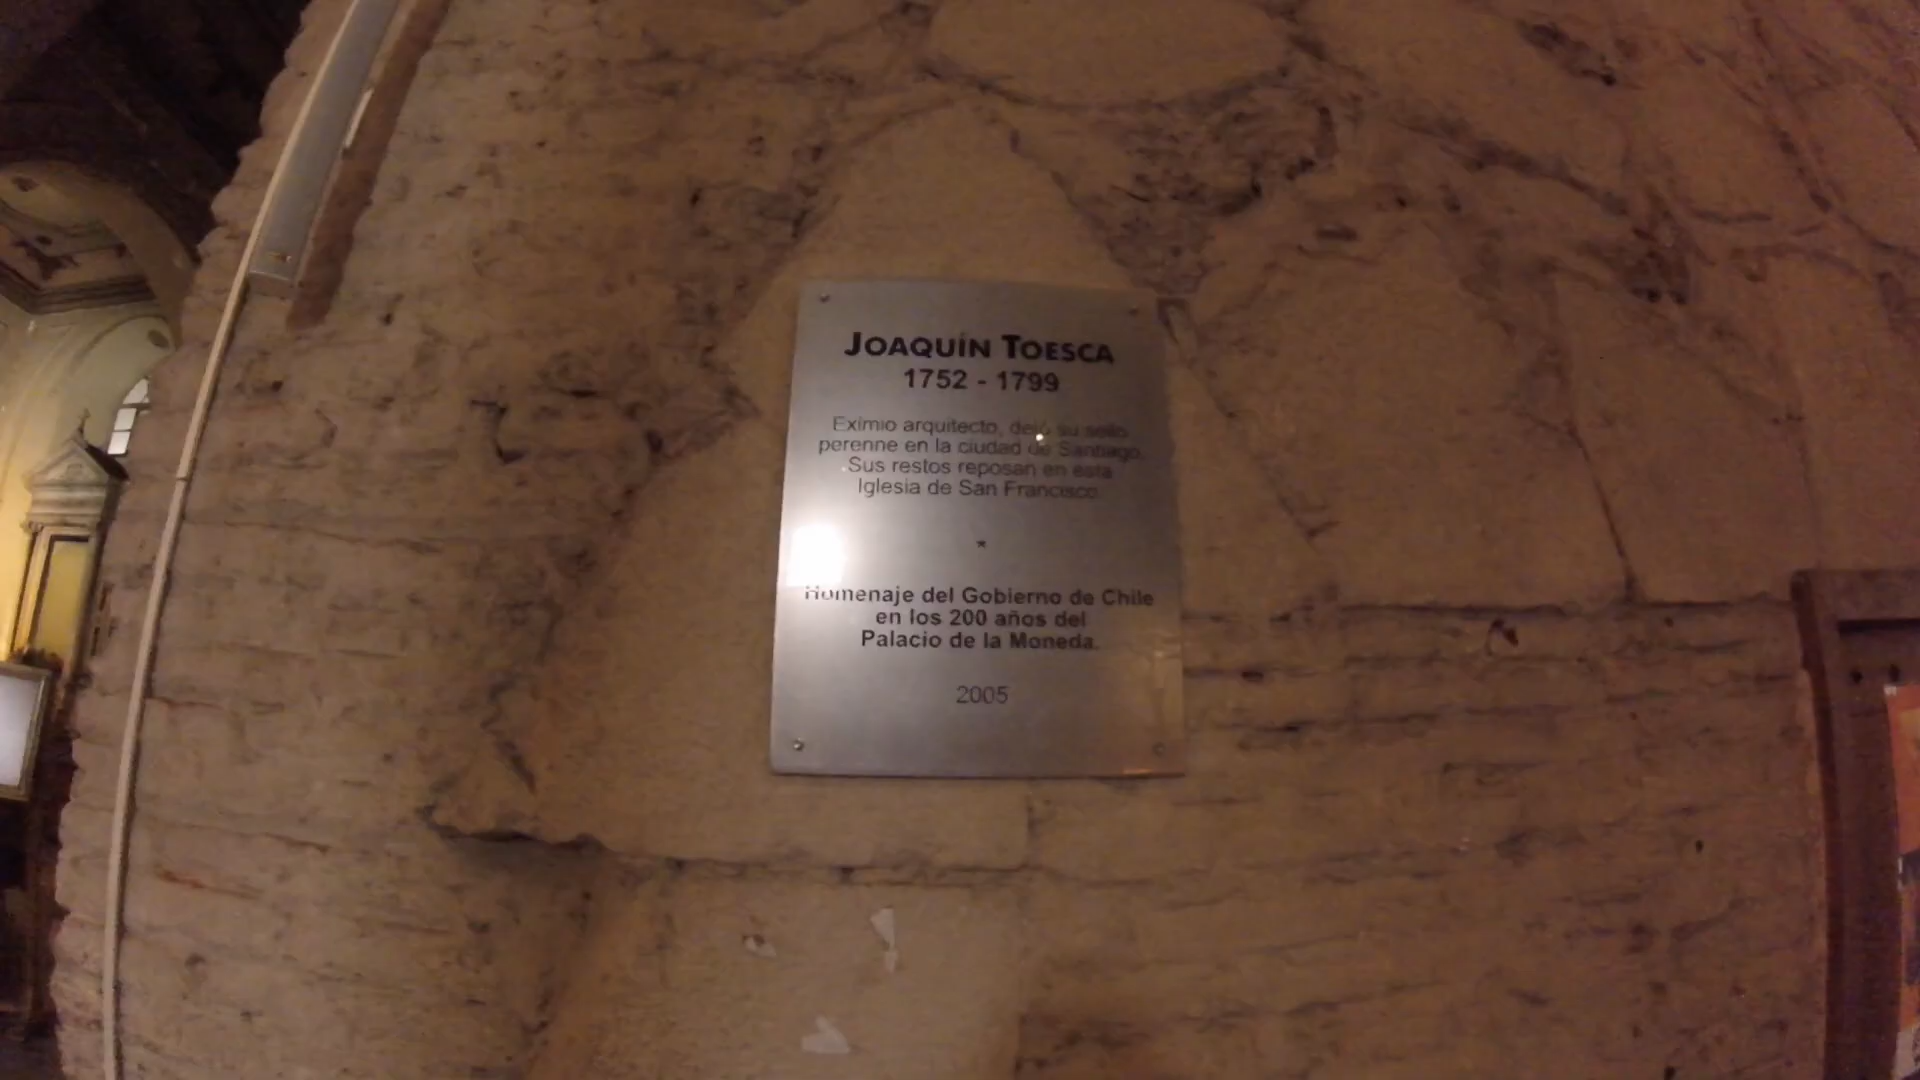 JOAQUÍN TOESCA
1752 - 1799
Eximio arquitecto, dejó su sello
perenne en la ciudad de Santiago.
Sus restos reposan en esta
Iglesia de San Francisco.
*
Homenaje del Gobierno de Chile
en los 200 años del
Palacio de la Moneda.
2005